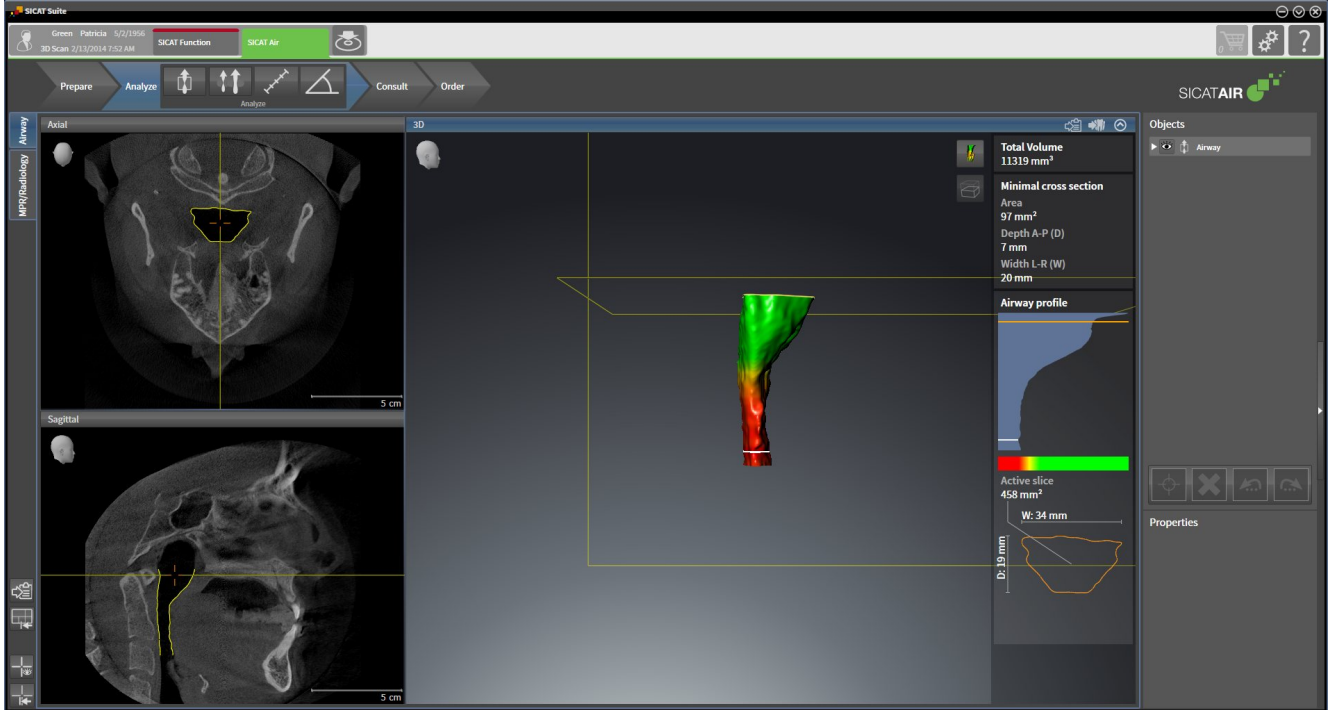 SICAT Suite
Green Patricia 5/2/1956
3D Scan 2/13/2014 7:52 AM
SICAT Function
SICAT Air
0
?
Prepare
Analyze
Analyze
Consult
Order
SICATAIR
Airway
MPR/Radiology
Axial
5 cm
Sagittal
5 cm
3D
Total Volume
11319 mm³
Minimal cross section
Area
97 mm²
Depth A-P (D)
7 mm
Width L-R (W)
20 mm
Airway profile
Active slice
458 mm²
W: 34 mm
D: 19 mm
Objects
Airway
Properties